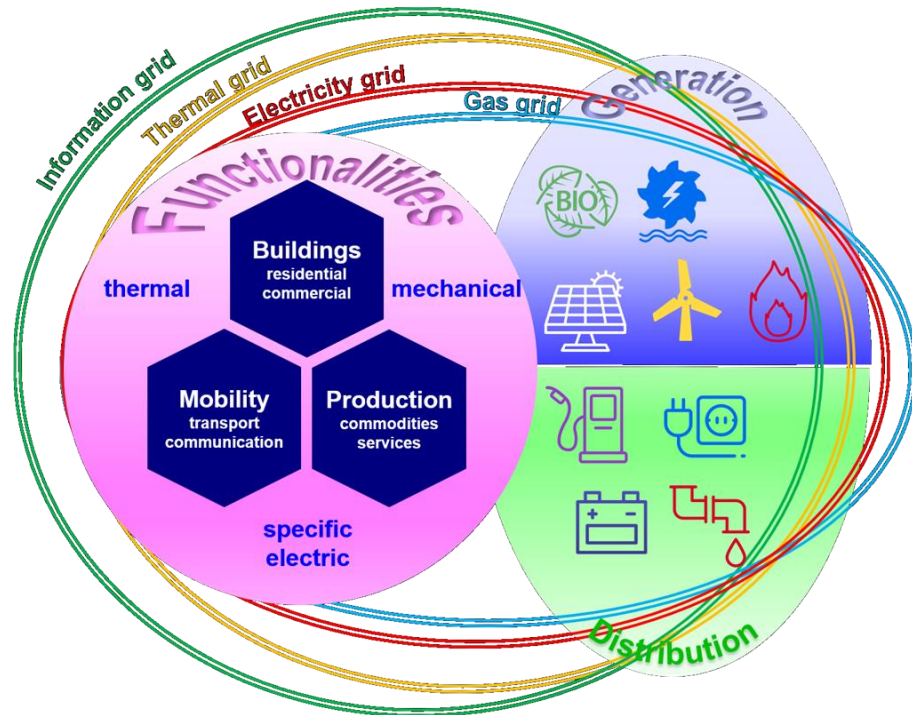 Information grid
Thermal grid
Electricity grid
Gas grid
Generation
Functionalities
Buildings
residential
commercial
thermal
mechanical
Mobility
transport
communication
Production
commodities
services
specific
electric
BIO
Distribution